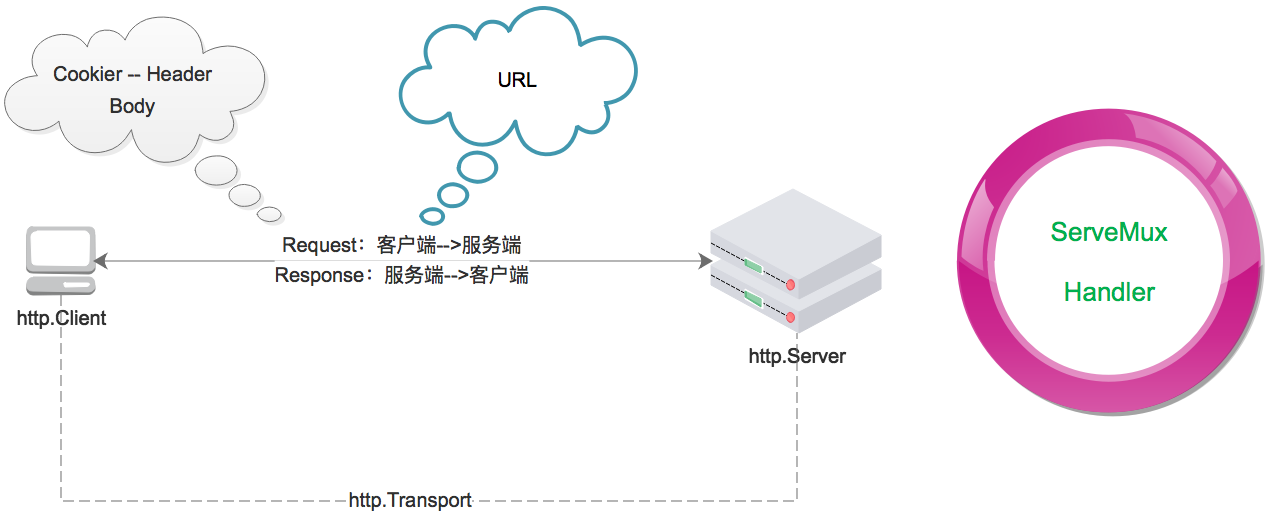 Cookier -- Header
Body
URL
Request：客户端-->服务端
Response：服务端-->客户端
http.Client
http.Server
http.Transport
ServeMux
Handler